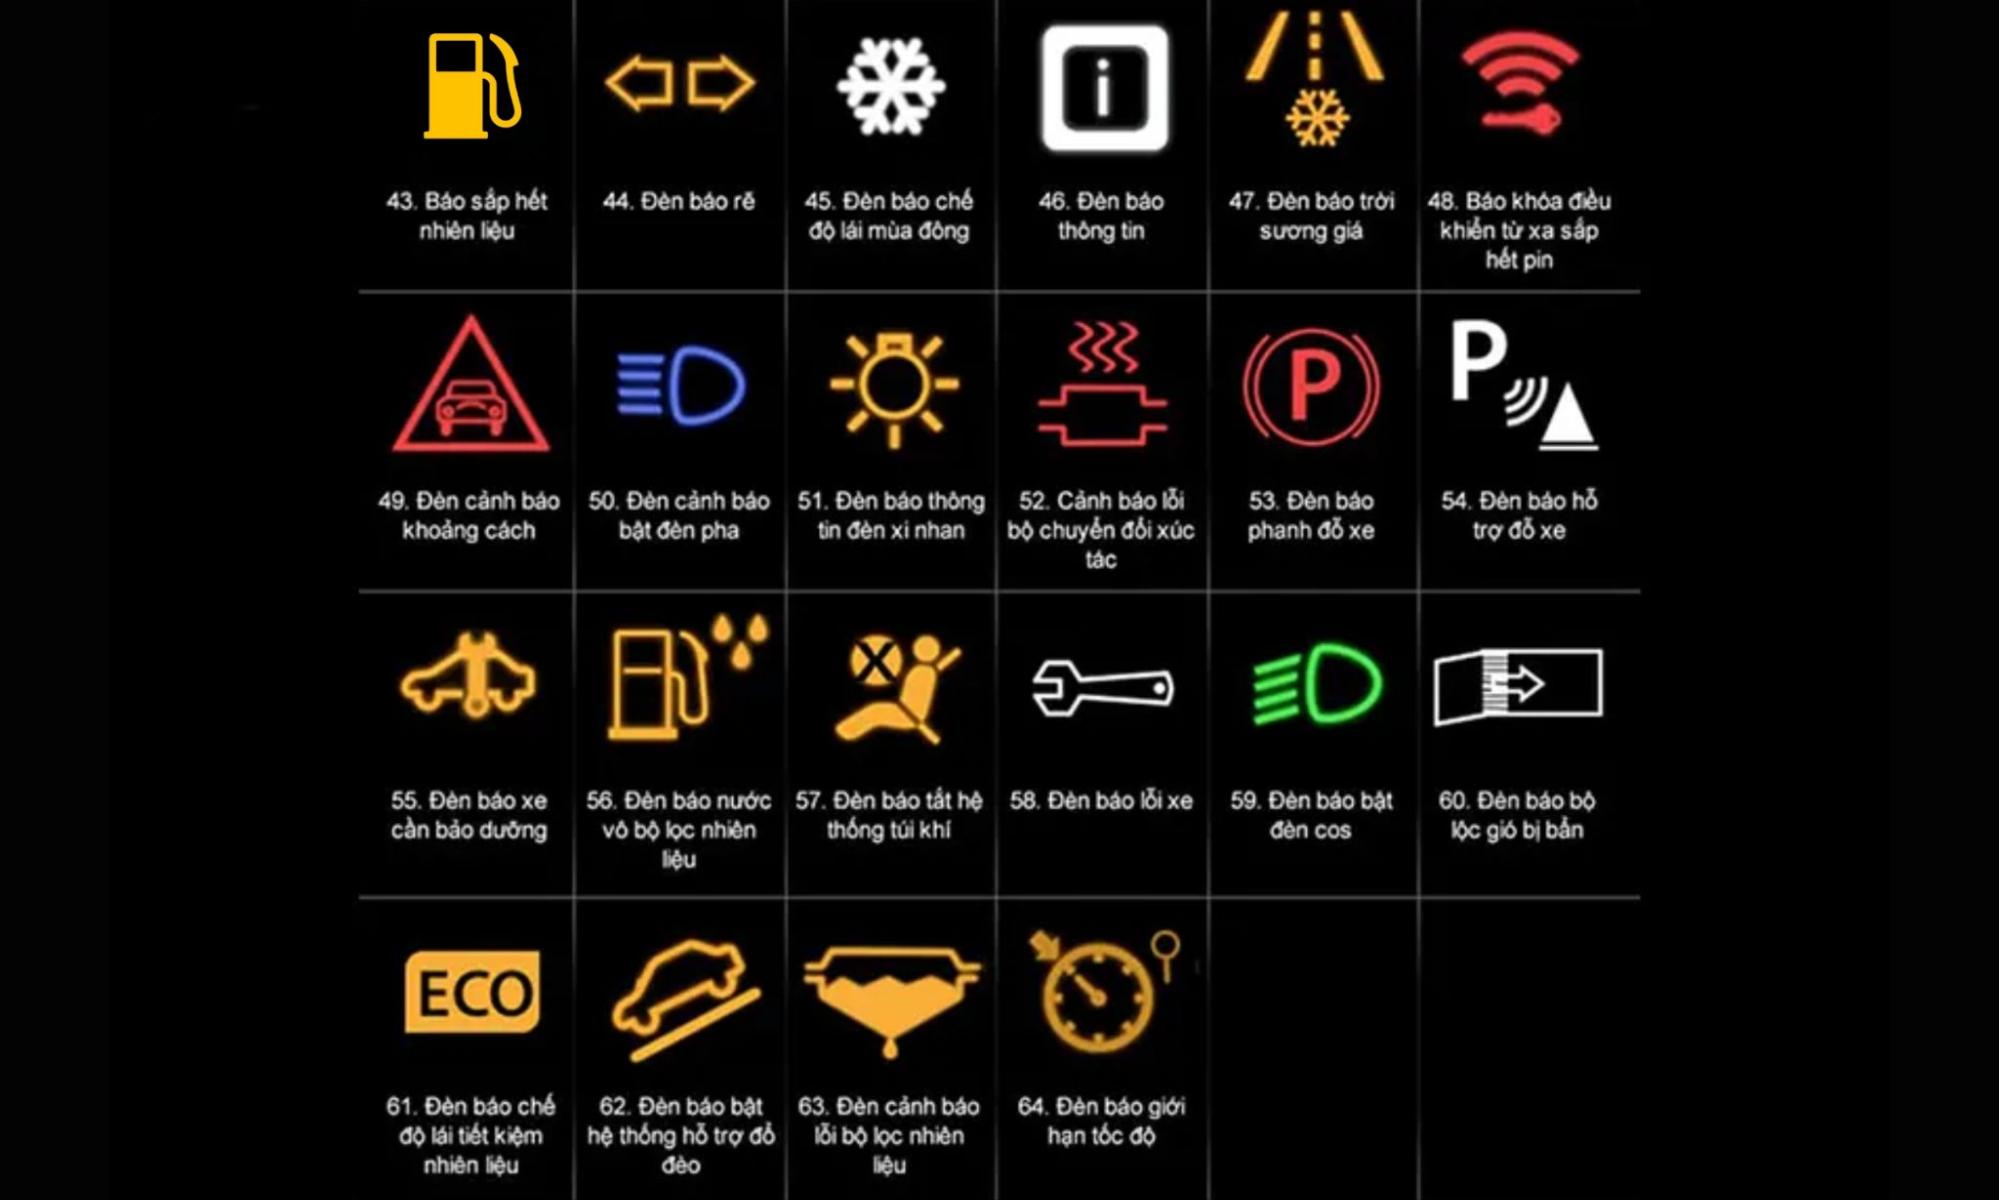 i
43. Báo sắp hết
nhiên liệu
44. Đèn báo rẽ
45. Đèn báo chế
độ lái mùa đông
46. Đèn báo
thông tin
47. Đèn báo trời
sương giá
48. Báo khóa điều
khiển từ xa sắp
hết pin
P
P
49. Đèn cảnh báo
khoảng cách
50. Đèn cảnh báo
bật đèn pha
51. Đèn báo thông
tin đèn xi nhan
52. Cảnh báo lỗi
bộ chuyển đổi xúc
tác
53. Đèn báo
phanh đỗ xe
54. Đèn báo hỗ
trợ đỗ xe
55. Đèn báo xe
cần bảo dưỡng
56. Đèn báo nước
vô bộ lọc nhiên
liệu
57. Đèn báo tắt hệ
thống túi khí
58. Đèn báo lỗi xe
59. Đèn báo bật
đèn cos
60. Đèn báo bộ
lộc gió bị bẩn
ECO
61. Đèn báo chế
độ lái tiết kiệm
nhiên liệu
62. Đèn báo bật
hệ thống hỗ trợ đổ
đèo
63. Đèn cảnh báo
lỗi bộ lọc nhiên
liệu
64. Đèn báo giới
hạn tốc độ